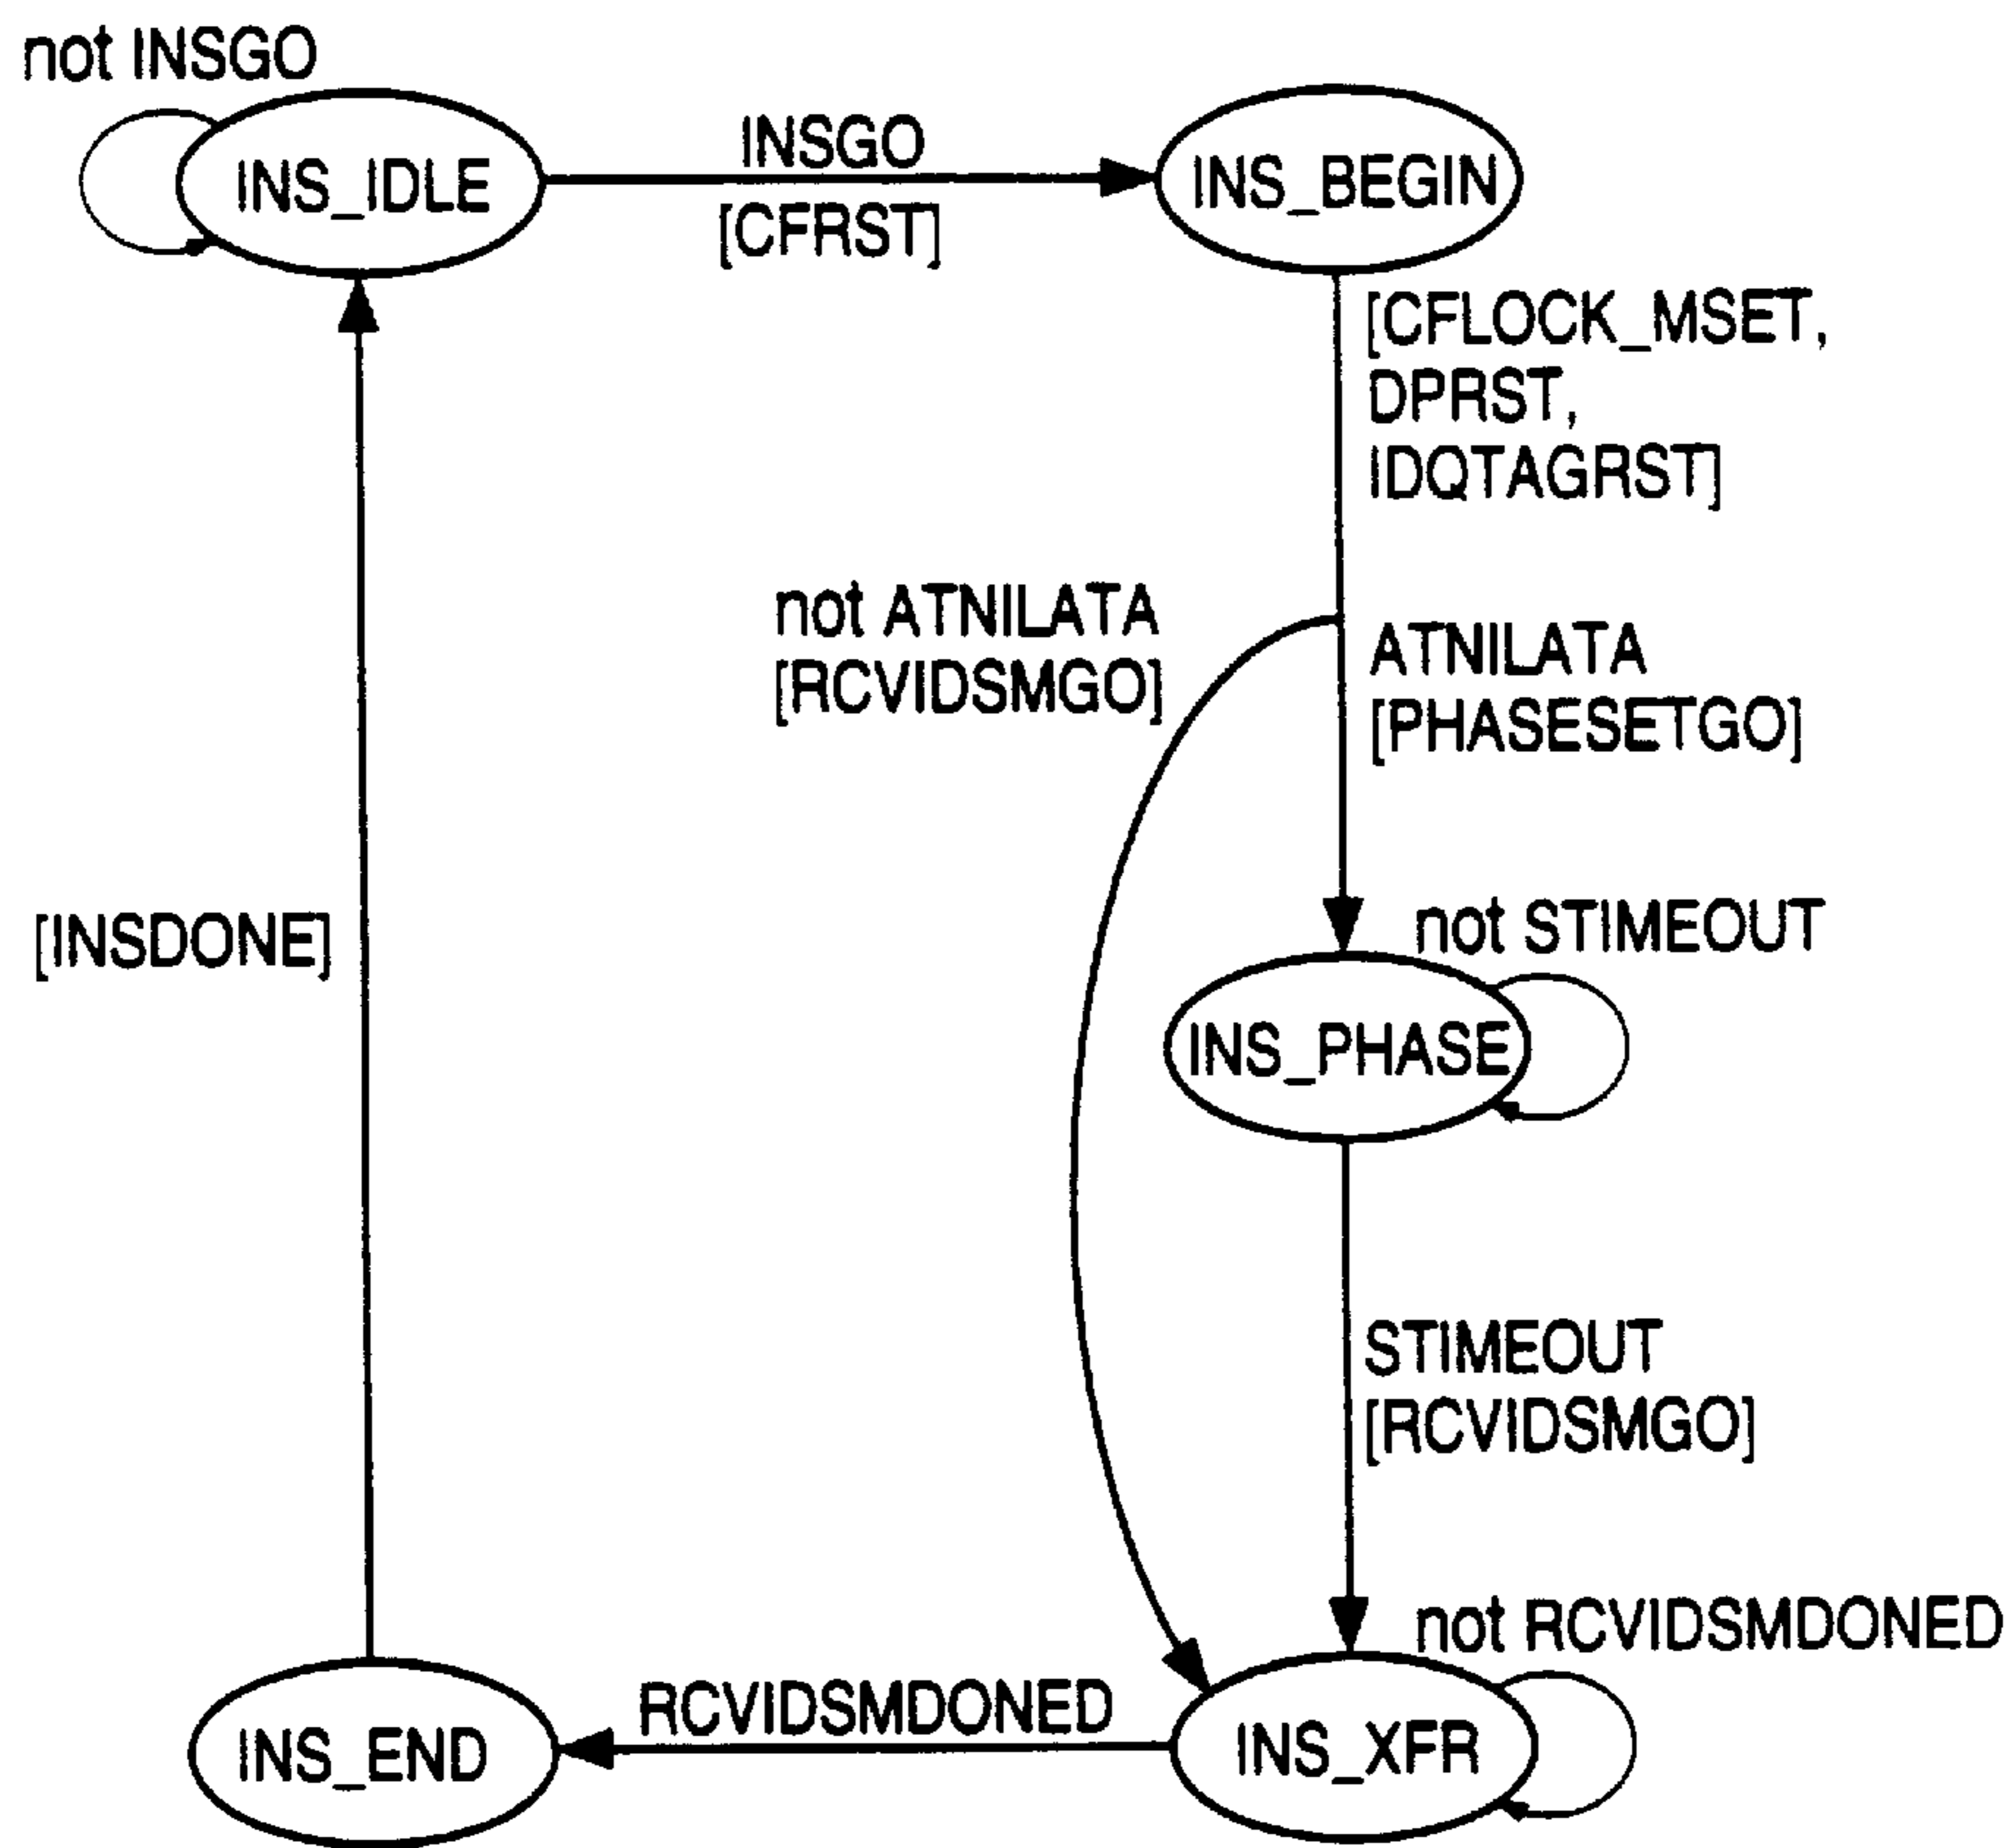 not INSGO
INS_IDLE
INSGO
[CFRST]
INS_BEGIN
[CFLOCK_MSET,
DPRST,
IDQTAGRST]
not ATNILATA
[RCVIDSMGO]
ATNILATA
[PHASESETGO]
[INSDONE]
not STIMEOUT
INS_PHASE
STIMEOUT
[RCVIDSMGO]
not RCVIDSMDONED
RCVIDSMDONED
INS_END
INS_XFR